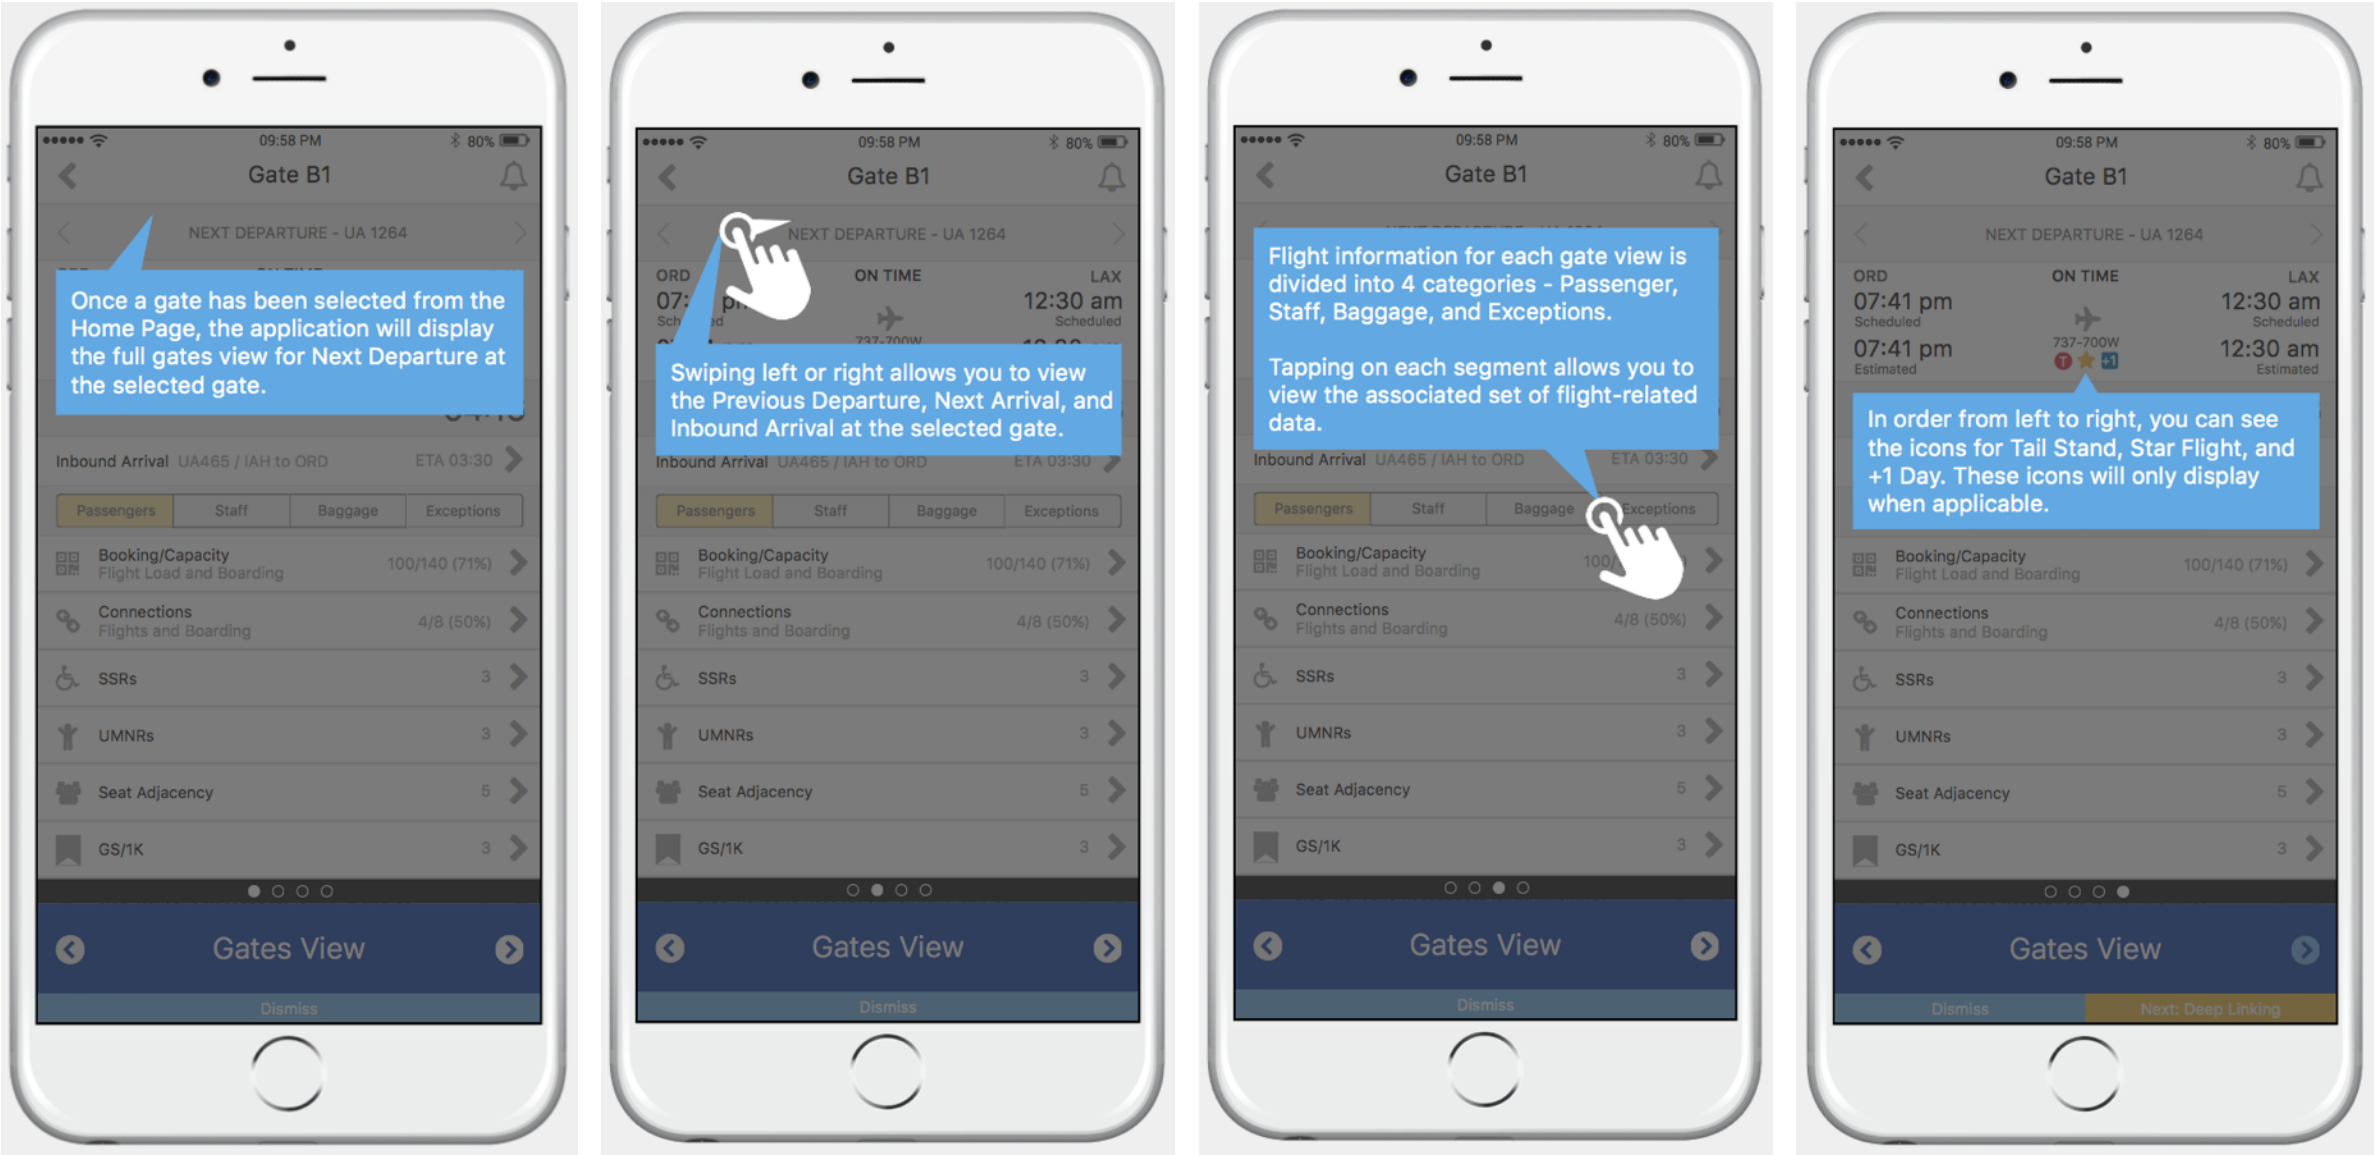 09:58 PM
80%
Gate B1
NEXT DEPARTURE - UA 1264
Once a gate has been selected from the
Home Page, the application will display
the full gates view for Next Departure at
the selected gate.
Inbound Arrival UA465 / IAH to ORD ETA 03:30
Passengers Staff Baggage Exceptions
Booking/Capacity
Flight Load and Boarding
100/140 (71%)
Connections
Flights and Boarding
4/8 (50%)
SSRs 3
UMNRs 3
Seat Adjacency 5
GS/1K 3
Gates View
Dismiss
09:58 PM
80%
Gate B1
NEXT DEPARTURE - UA 1264
ORD ON TIME LAX
07: 12:30 am
Scheduled
737-700W
Swiping left or right allows you to view
the Previous Departure, Next Arrival, and
Inbound Arrival at the selected gate.
Inbound Arrival UA465 / IAH to ORD ETA 03:30
Passengers Staff Baggage Exceptions
Booking/Capacity
Flight Load and Boarding
100/140 (71%)
Connections
Flights and Boarding
4/8 (50%)
SSRs 3
UMNRs 3
Seat Adjacency 5
GS/1K 3
Gates View
Dismiss
09:58 PM
80%
Gate B1
Flight information for each gate view is
divided into 4 categories - Passenger,
Staff, Baggage, and Exceptions.
Tapping on each segment allows you to
view the associated set of flight-related
data.
Inbound Arrival UA465 / IAH to ORD ETA 03:30
Passengers Staff Baggage Exceptions
Booking/Capacity
Flight Load and Boarding
100/
Connections
Flights and Boarding
4/8 (50%)
SSRs 3
UMNRs 3
Seat Adjacency 5
GS/1K 3
Gates View
Dismiss
09:58 PM
80%
Gate B1
NEXT DEPARTURE - UA 1264
ORD ON TIME LAX
07:41 pm 12:30 am
Scheduled Scheduled
737-700W
07:41 pm 12:30 am
Estimated T +1 Estimated
In order from left to right, you can see
the icons for Tail Stand, Star Flight, and
+1 Day. These icons will only display
when applicable.
Booking/Capacity
Flight Load and Boarding
100/140 (71%)
Connections
Flights and Boarding
4/8 (50%)
SSRs 3
UMNRs 3
Seat Adjacency 5
GS/1K 3
Gates View
Dismiss Next: Deep Linking